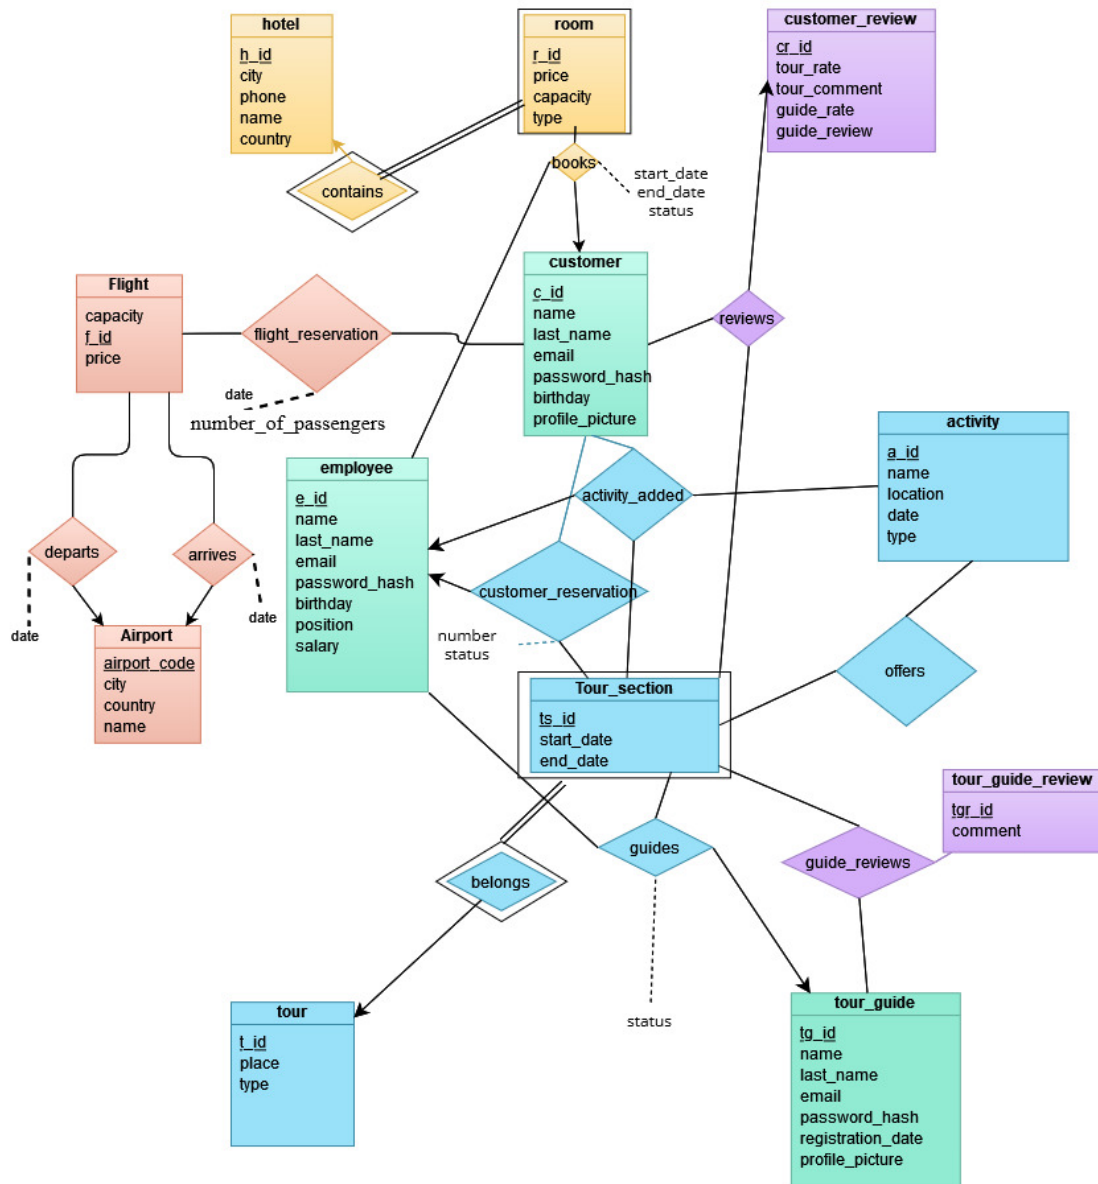 hotel
h_id
city
phone
name
country
room
r_id
price
capacity
type
customer_review
cr_id
tour_rate
tour_comment
guide_rate
guide_review
contains
books
start_date
end_date
status
Flight
capacity
f_id
price
flight_reservation
date
number_of_passengers
customer
c_id
name
last_name
email
password_hash
birthday
profile_picture
reviews
employee
e_id
name
last_name
email
password_hash
birthday
position
salary
activity_added
activity
a_id
name
location
date
type
departs
date
arrives
date
customer_reservation
number
status
Airport
airport_code
city
country
name
Tour_section
ts_id
start_date
end_date
offers
belongs
guides
status
guide_reviews
tour_guide_review
tgr_id
comment
tour
t_id
place
type
tour_guide
tg_id
name
last_name
email
password_hash
registration_date
profile_picture